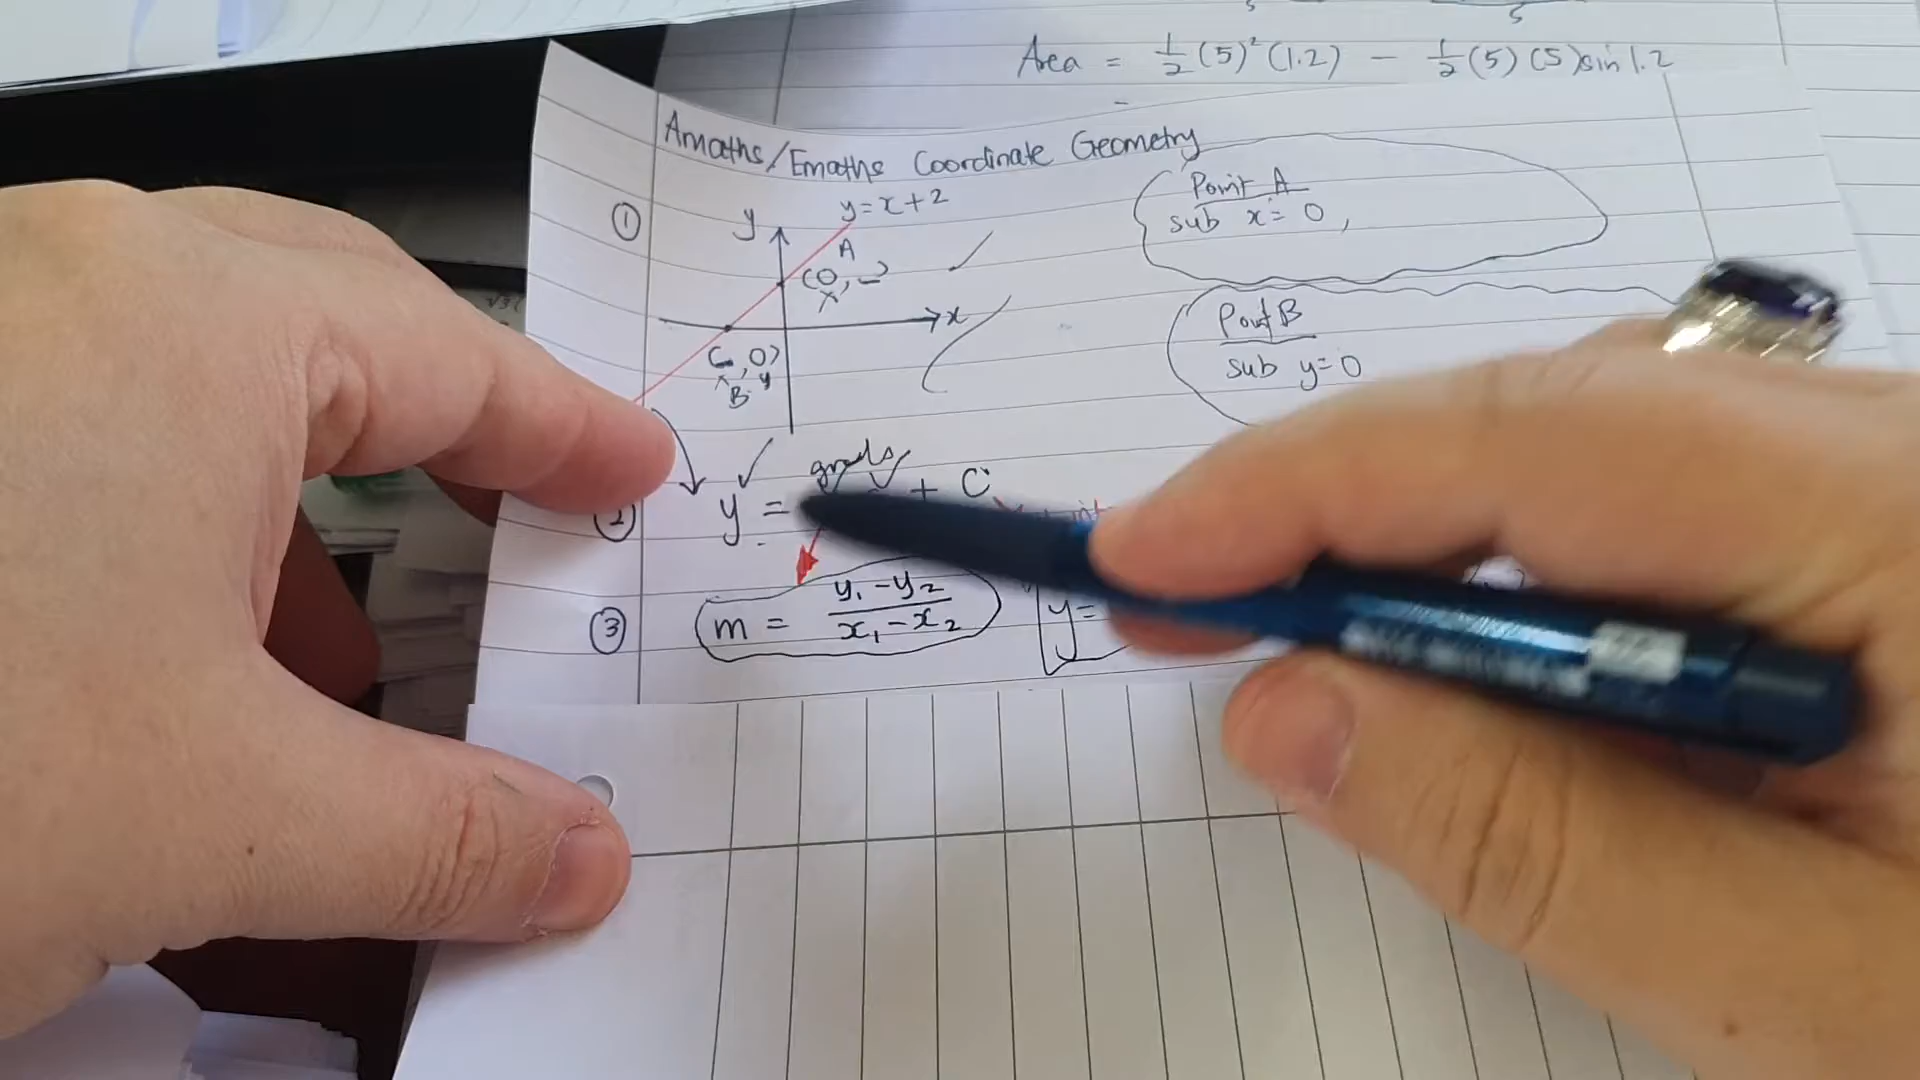 Area = 1/2 (5)² (1.2) - 1/2 (5) (5) sin 1.2
Amaths/Emaths Coordinate Geometry
①
y
y=x+2
A
(0, _)
x
x
(_, 0)
B
y
Point A
sub x = 0,
Point B
sub y=0
②
y = + C
③
m = y₁ - y₂ / x₁ - x₂
y=